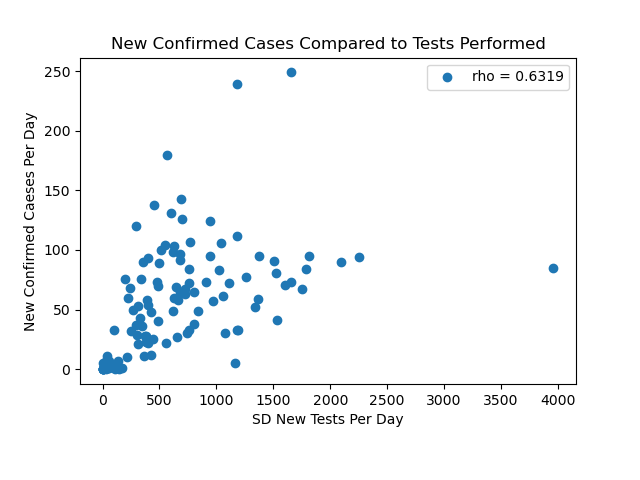 New Confirmed Cases Compared to Tests Performed
rho = 0.6319
New Confirmed Caeses Per Day
250
200
150
100
50
0
0 500 1000 1500 2000 2500 3000 3500 4000
SD New Tests Per Day